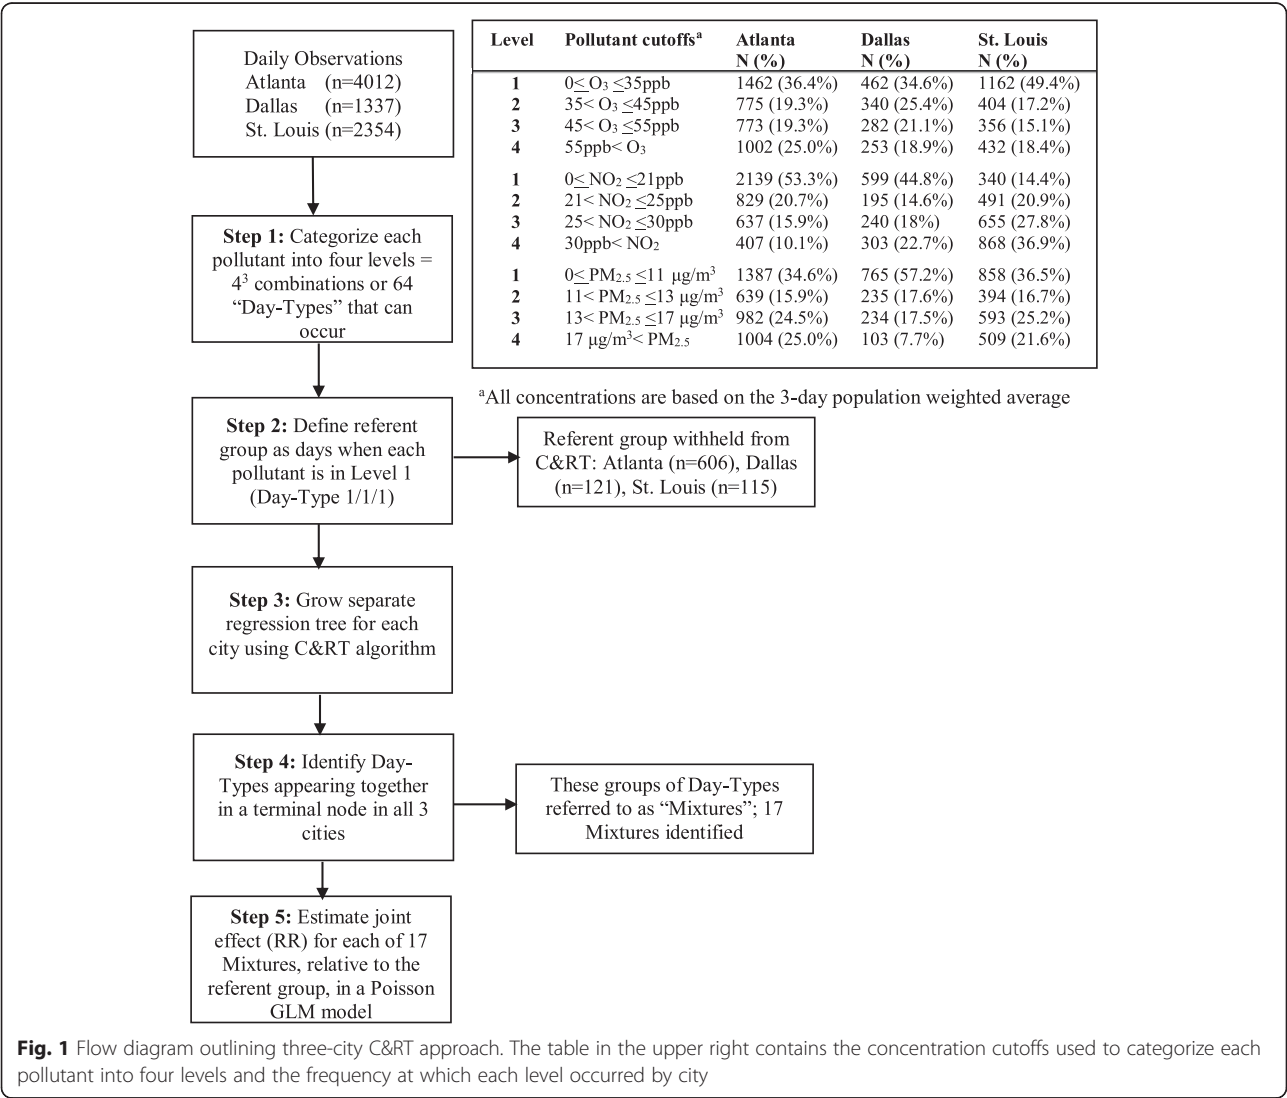 Daily Observations
Atlanta (n=4012)
Dallas (n=1337)
St. Louis (n=2354)
Level Pollutant cutoffsᵃ Atlanta Dallas St. Louis
N (%) N (%) N (%)
1 0≤ O₃ ≤35ppb 1462 (36.4%) 462 (34.6%) 1162 (49.4%)
2 35< O₃ ≤45ppb 775 (19.3%) 340 (25.4%) 404 (17.2%)
3 45< O₃ ≤55ppb 773 (19.3%) 282 (21.1%) 356 (15.1%)
4 55ppb< O₃ 1002 (25.0%) 253 (18.9%) 432 (18.4%)
1 0≤ NO₂ ≤21ppb 2139 (53.3%) 599 (44.8%) 340 (14.4%)
2 21< NO₂ ≤25ppb 829 (20.7%) 195 (14.6%) 491 (20.9%)
3 25< NO₂ ≤30ppb 637 (15.9%) 240 (18%) 655 (27.8%)
4 30ppb< NO₂ 407 (10.1%) 303 (22.7%) 868 (36.9%)
1 0≤ PM₂.₅ ≤11 µg/m³ 1387 (34.6%) 765 (57.2%) 858 (36.5%)
2 11< PM₂.₅ ≤13 µg/m³ 639 (15.9%) 235 (17.6%) 394 (16.7%)
3 13< PM₂.₅ ≤17 µg/m³ 982 (24.5%) 234 (17.5%) 593 (25.2%)
4 17 µg/m³< PM₂.₅ 1004 (25.0%) 103 (7.7%) 509 (21.6%)
ᵃAll concentrations are based on the 3-day population weighted average
Step 1: Categorize each
pollutant into four levels =
4³ combinations or 64
“Day-Types” that can
occur
Step 2: Define referent
group as days when each
pollutant is in Level 1
(Day-Type 1/1/1)
Referent group withheld from
C&RT: Atlanta (n=606), Dallas
(n=121), St. Louis (n=115)
Step 3: Grow separate
regression tree for each
city using C&RT algorithm
Step 4: Identify Day-
Types appearing together
in a terminal node in all 3
cities
These groups of Day-Types
referred to as “Mixtures”; 17
Mixtures identified
Step 5: Estimate joint
effect (RR) for each of 17
Mixtures, relative to the
referent group, in a Poisson
GLM model
Fig. 1 Flow diagram outlining three-city C&RT approach. The table in the upper right contains the concentration cutoffs used to categorize each
pollutant into four levels and the frequency at which each level occurred by city